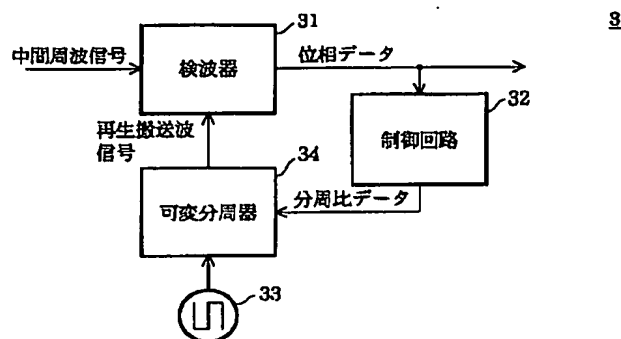 3
31
中間周波信号
検波器
位相データ
32
再生搬送波
信号
制御回路
34
可変分周器
分周比データ
33